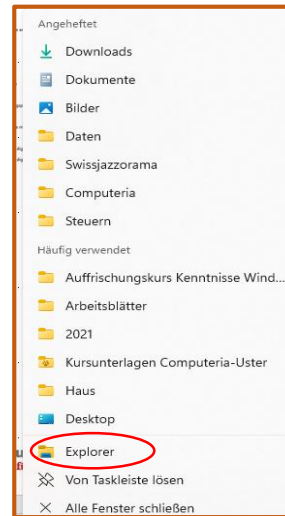 Angeheftet
Downloads
Dokumente
Bilder
Daten
Swissjazzorama
Computeria
Steuern
Häufig verwendet
Auffrischungskurs Kenntnisse Wind...
Arbeitsblätter
2021
Kursunterlagen Computeria-Uster
Haus
Desktop
Explorer
Von Taskleiste lösen
Alle Fenster schließen